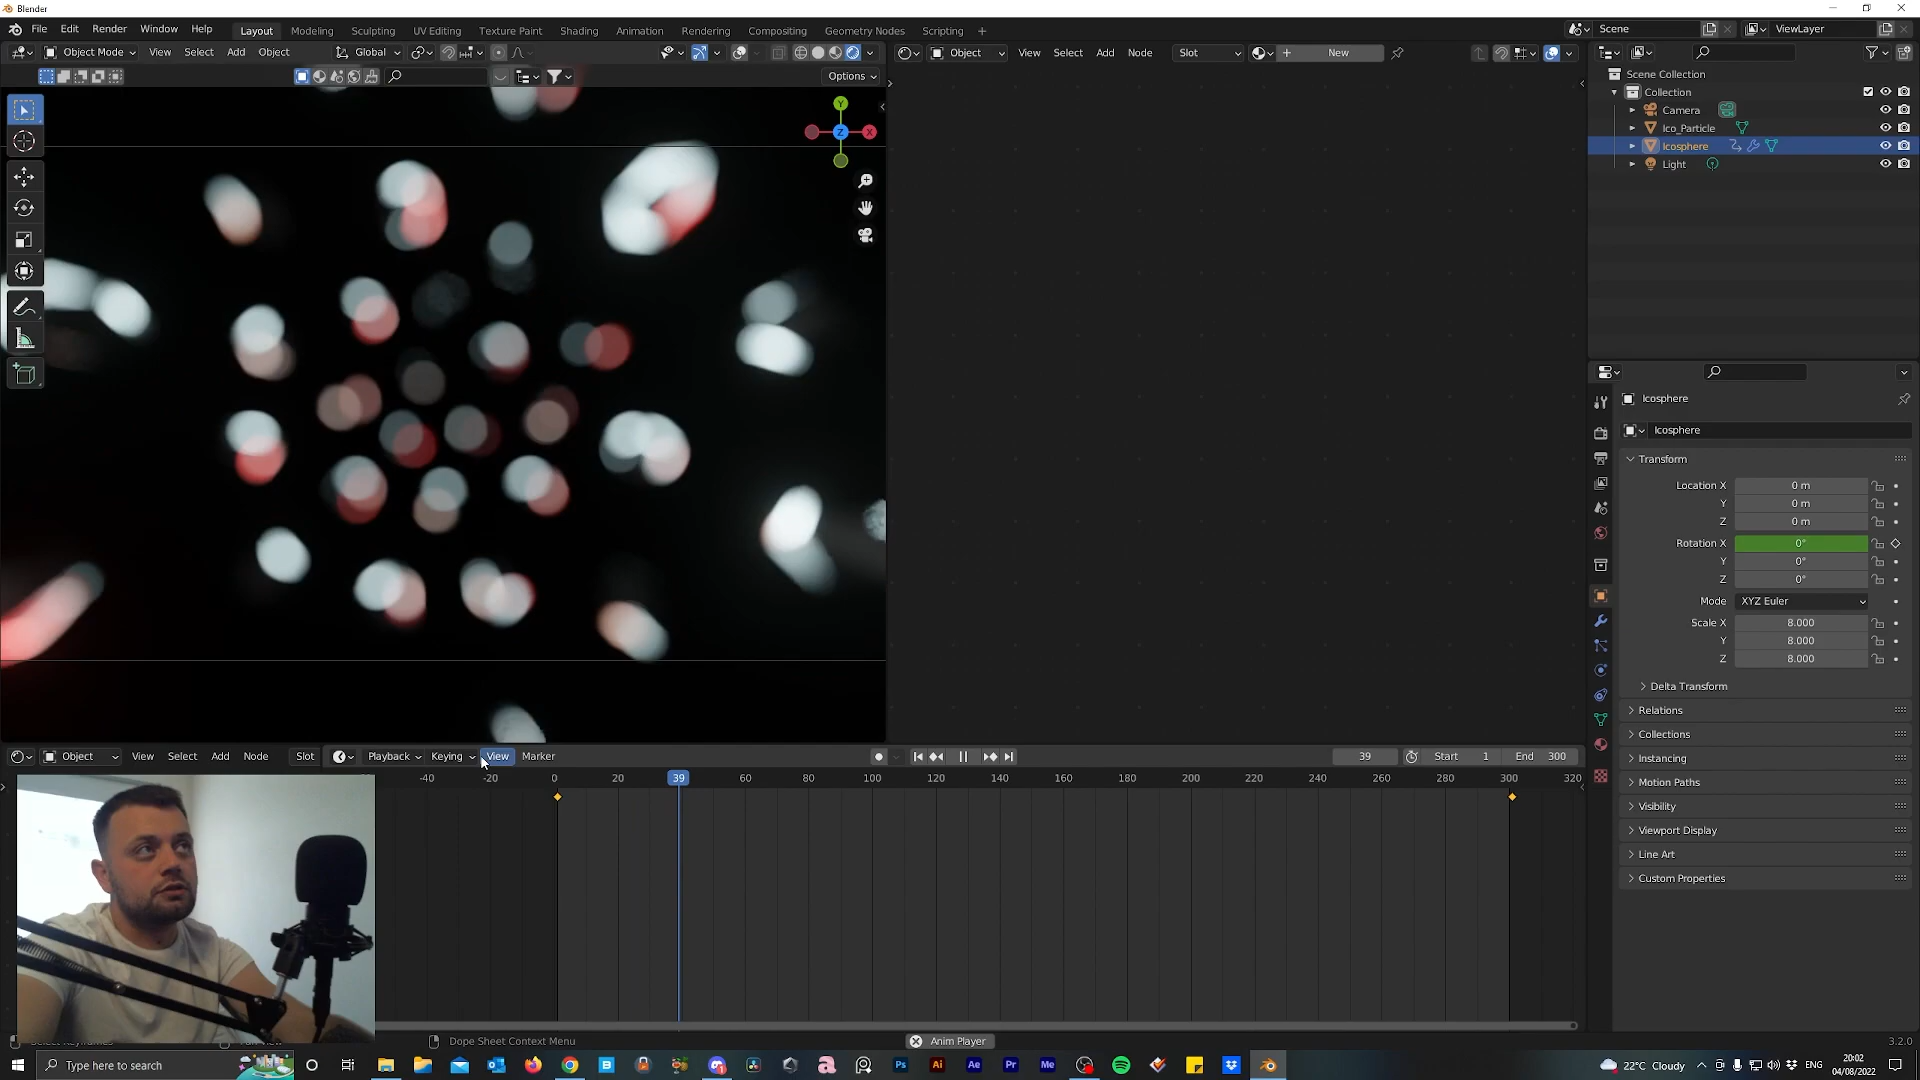 Blender
File Edit Render Window Help Layout Modeling Sculpting UV Editing Texture Paint Shading Animation Rendering Compositing Geometry Nodes Scripting + Scene ViewLayer
Object Mode View Select Add Object Global Object View Select Add Node Slot New
Options
Scene Collection
Collection
Camera
Ico_Particle
Icosphere
Light
Y
Z X
Icosphere
Icosphere
Transform
Location X 0 m
Y 0 m
Z 0 m
Rotation X 0°
Y 0°
Z 0°
Mode XYZ Euler
Scale X 8.000
Y 8.000
Z 8.000
Delta Transform
Relations
Collections
Instancing
Motion Paths
Visibility
Viewport Display
Line Art
Custom Properties
Object View Select Add Node Slot Playback Keying View Marker 39 Start 1 End 300
-40 -20 0 20 39 60 80 100 120 140 160 180 200 220 240 260 280 300 320
Dope Sheet Context Menu Anim Player 3.2.0
Type here to search B Ps Ai Ae Pr Me 22°C Cloudy ENG 20:02
04/08/2022